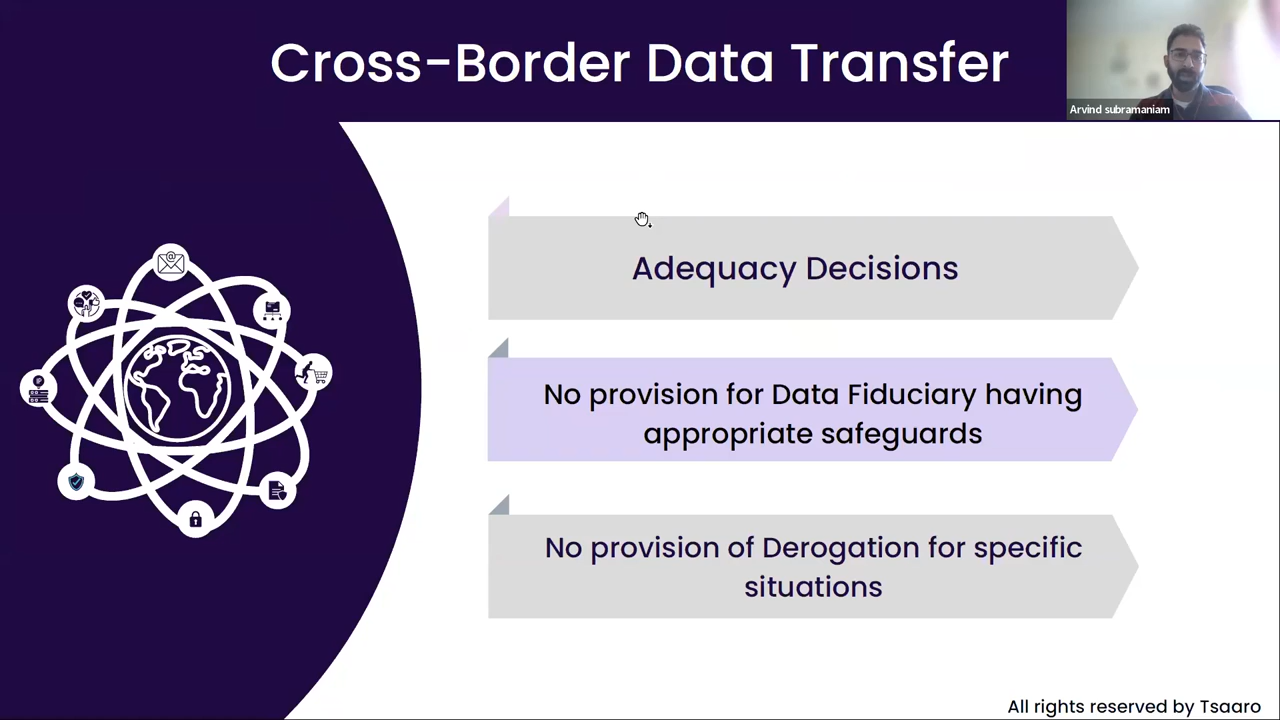 Cross-Border Data Transfer
Arvind subramaniam
Adequacy Decisions
No provision for Data Fiduciary having
appropriate safeguards
No provision of Derogation for specific
situations
All rights reserved by Tsaaro